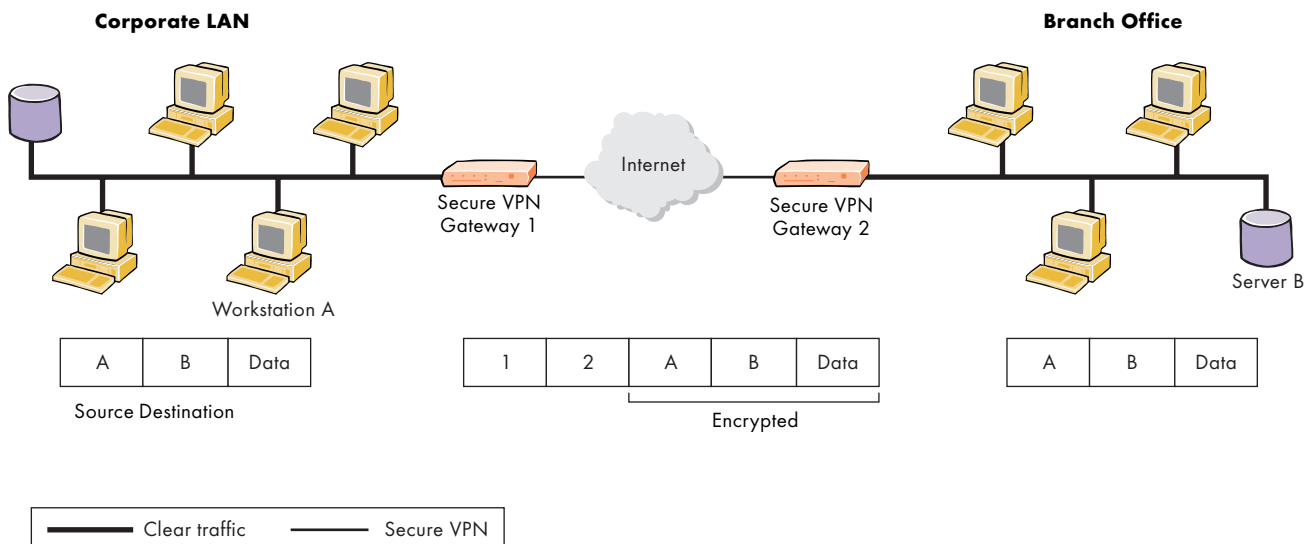 Corporate LAN
Branch Office
Internet
Secure VPN
Gateway 1
Secure VPN
Gateway 2
Workstation A
Server B
A B Data
1 2 A B Data
A B Data
Source Destination
Encrypted
Clear traffic
Secure VPN